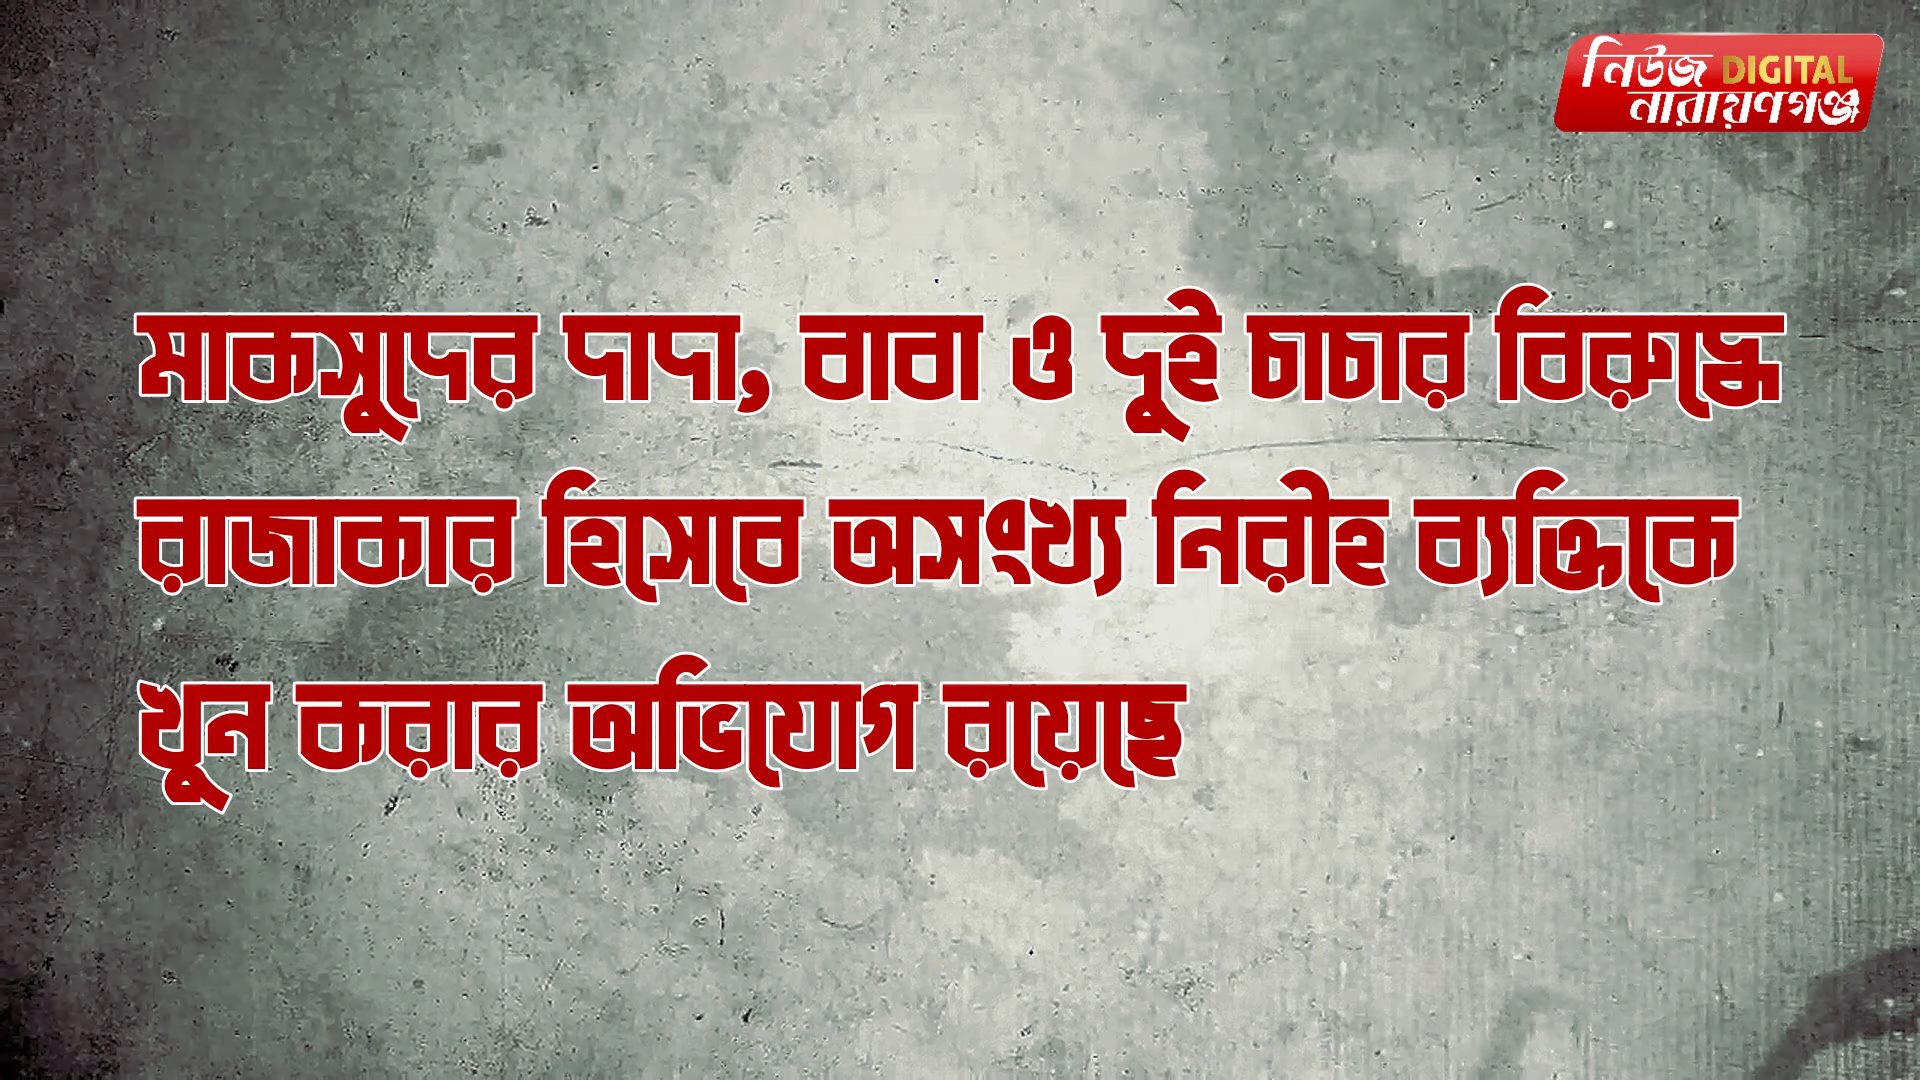 নিউজ DIGITAL
নারায়ণগঞ্জ
মাকসুদের দাদা, বাবা ও দুই চাচার বিরুদ্ধে
রাজাকার হিসেবে অসংখ্য নিরীহ ব্যক্তিকে
খুন করার অভিযোগ রয়েছে